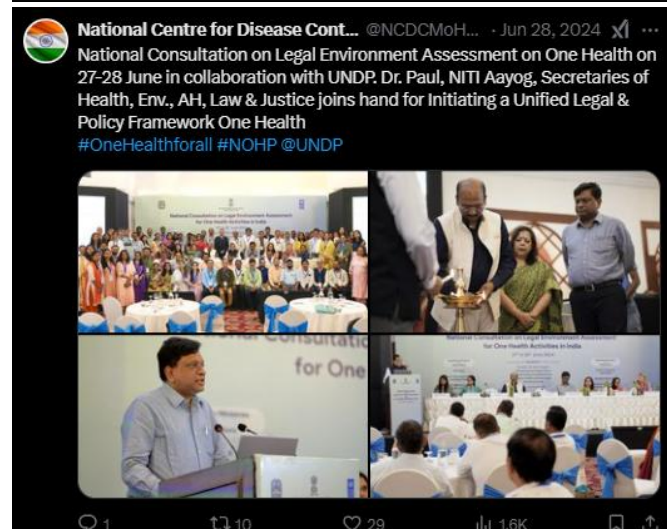 National Centre for Disease Cont... @NCDCMoH... · Jun 28, 2024
National Consultation on Legal Environment Assessment on One Health on
27-28 June in collaboration with UNDP. Dr. Paul, NITI Aayog, Secretaries of
Health, Env., AH, Law & Justice joins hand for Initiating a Unified Legal &
Policy Framework One Health
#OneHealthforall #NOHP @UNDP
National Consultation on Legal Environment Assessment
for One Health Activities in India
for One
National Consultation on Legal Environment Assessment
for One Health Activities in India
1
10
29
1.6K